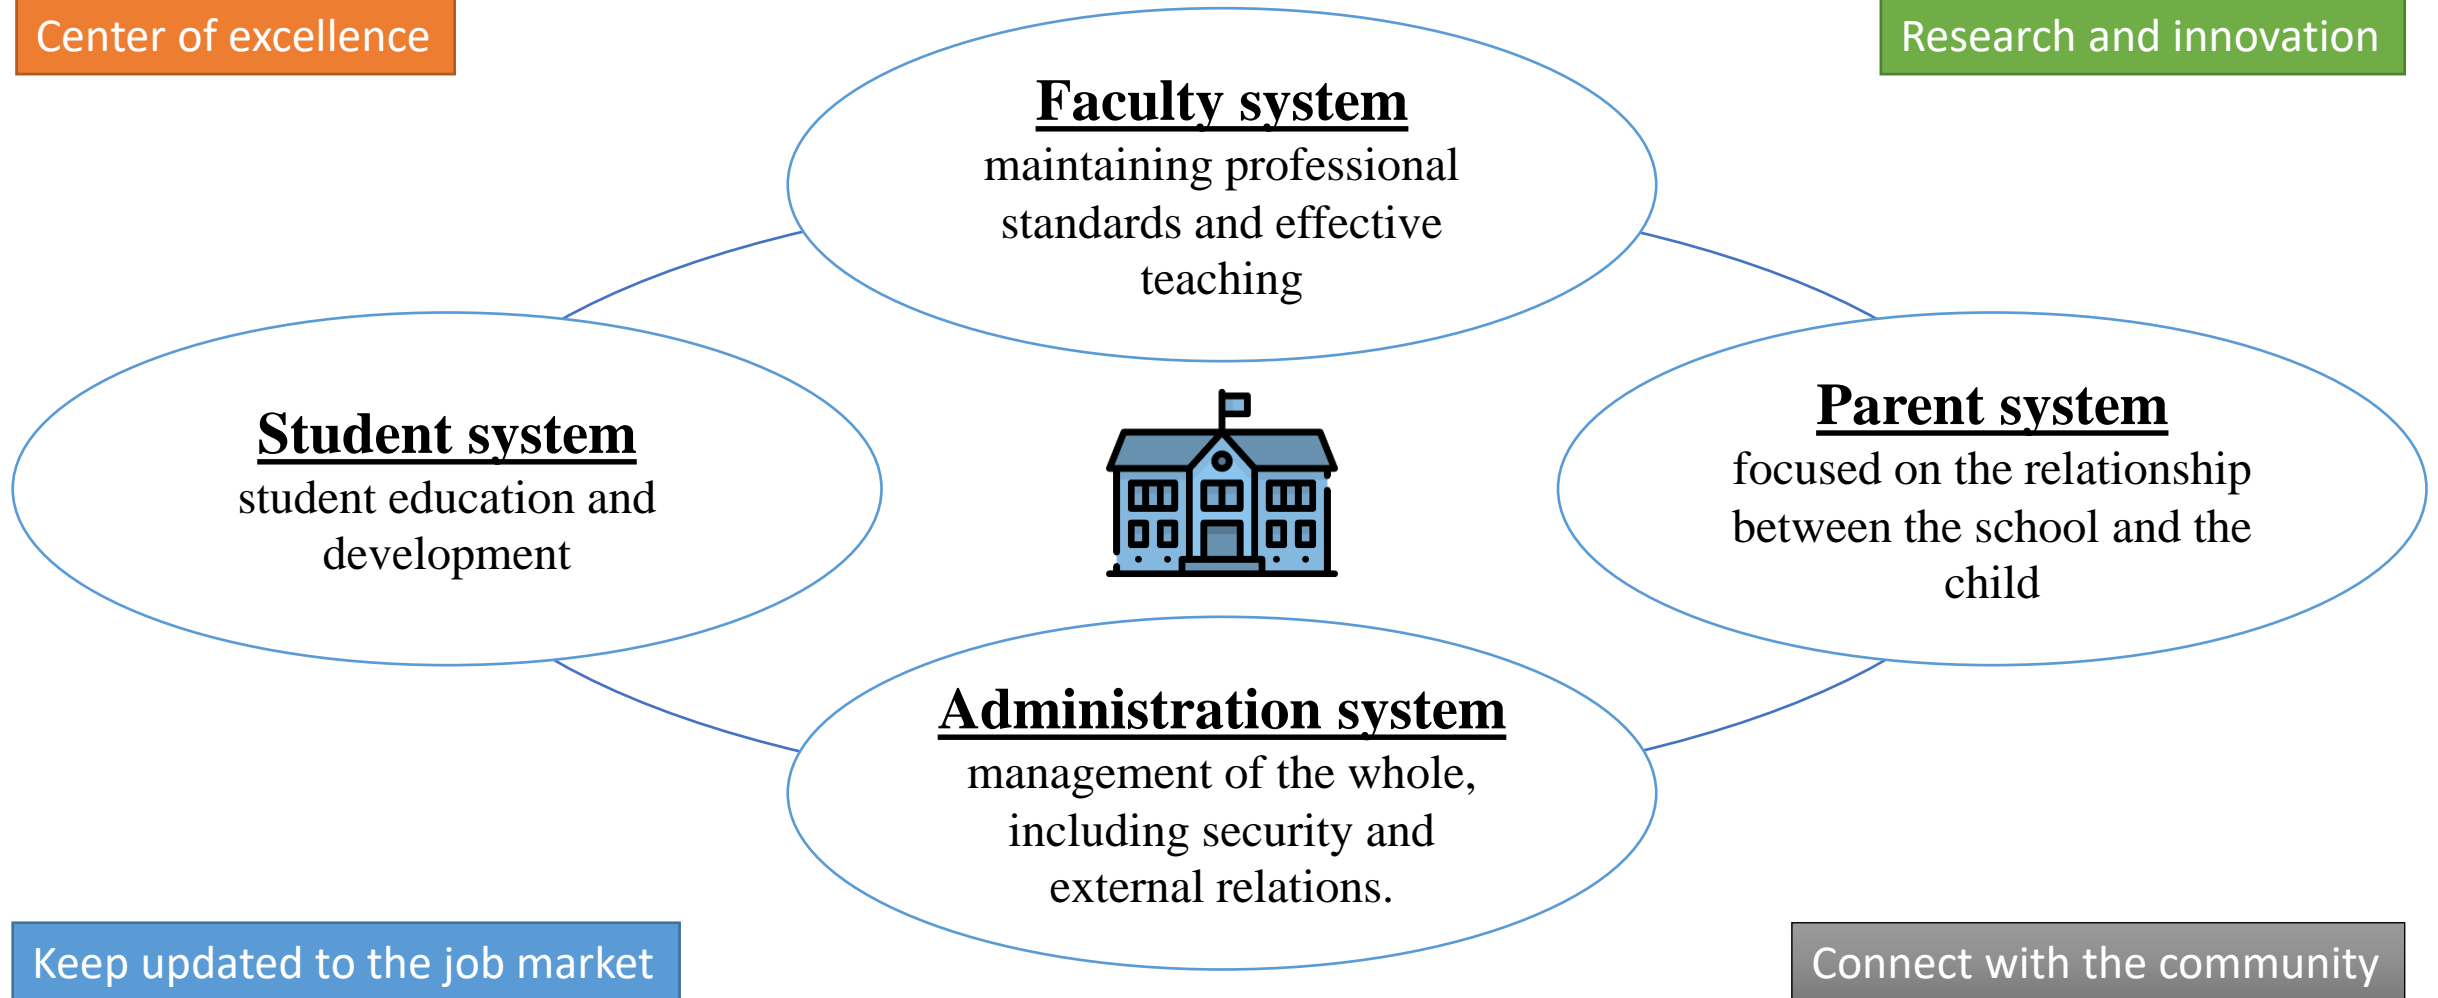 Center of excellence
Research and innovation
Faculty system
maintaining professional
standards and effective
teaching
Student system
student education and
development
Parent system
focused on the relationship
between the school and the
child
Administration system
management of the whole,
including security and
external relations.
Keep updated to the job market
Connect with the community